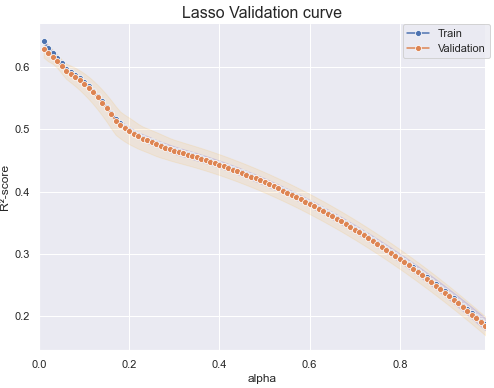 Lasso Validation curve
Train
Validation
0.6
0.5
0.4
0.3
0.2
R²-score
0.0 0.2 0.4 0.6 0.8
alpha